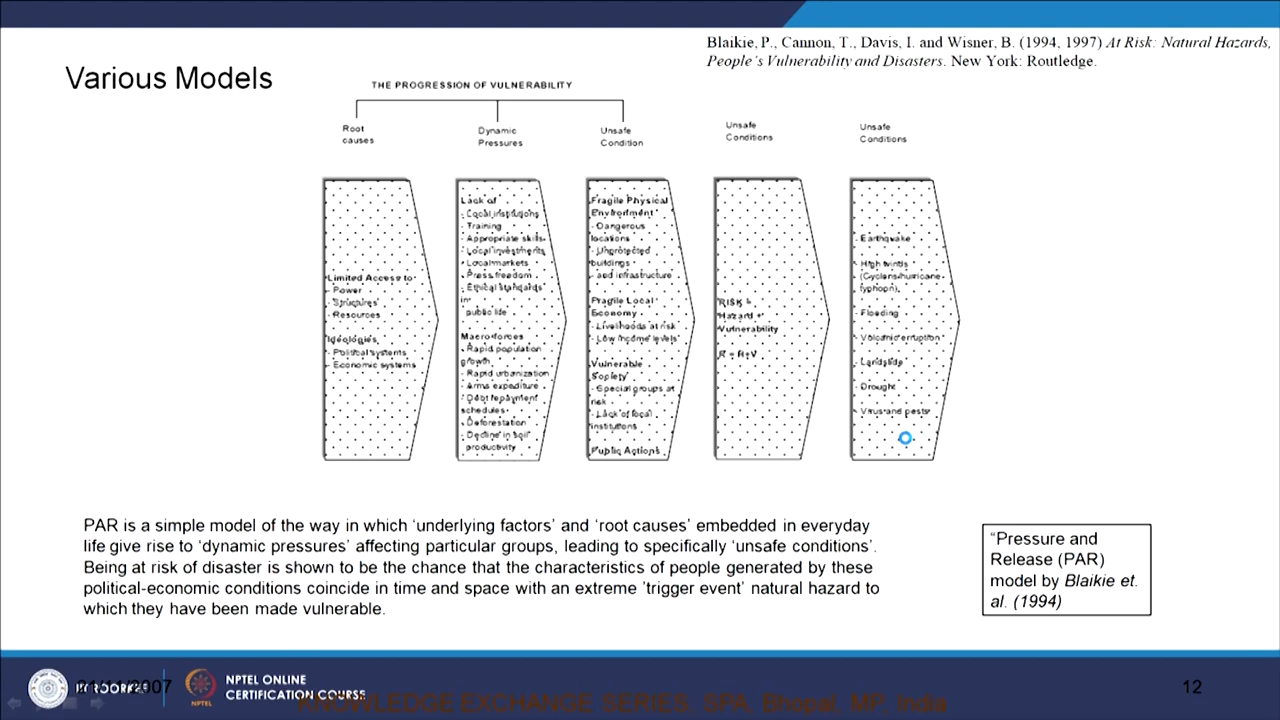 Blaikie, P., Cannon, T., Davis, I. and Wisner, B. (1994, 1997) At Risk: Natural Hazards,
People's Vulnerability and Disasters. New York: Routledge.
Various Models
THE PROGRESSION OF VULNERABILITY
Root
causes
Dynamic
Pressures
Unsafe
Condition
Unsafe
Conditions
Unsafe
Conditions
Limited Access to
- Power
- Structures
- Resources
Ideologies
- Political systems
- Economic systems
Lack of
- Local institutions
- Training
- Appropriate skills
- Local investments
- Local markets
- Press freedom
- Ethical standards
in
public life
Macro forces
- Rapid population
growth
- Rapid urbanization
- Arms expediture
- Debt repayment
schedules
- Deforestation
- Decline in soil
productivity
Fragile Physical
Environment
- Dangerous
locations
- Unprotected
buildings
and infrastructure
Fragile Local
Economy
- Livelihoods at risk
- Low income levels
Vulnerable
Society
- Special groups at
risk
- Lack of local
institutions
Public Actions
RISK =
Hazard +
Vulnerability
R = H+V
- Earthquake
- High winds
(Cyclone/hurricane
typhoon)
- Flooding
- Volcanic erruption
- Landslide
- Drought
- Virus and pests
PAR is a simple model of the way in which 'underlying factors' and 'root causes' embedded in everyday
life give rise to 'dynamic pressures' affecting particular groups, leading to specifically 'unsafe conditions'.
Being at risk of disaster is shown to be the chance that the characteristics of people generated by these
political-economic conditions coincide in time and space with an extreme 'trigger event' natural hazard to
which they have been made vulnerable.
"Pressure and
Release (PAR)
model by Blaikie et.
al. (1994)
IIT ROORKEE
NPTEL
NPTEL ONLINE
CERTIFICATION COURSE
KNOWLEDGE EXCHANGE SERIES, SPA, Bhopal, MP, India
12